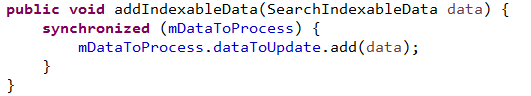 public void addIndexableData(SearchIndexableData data) {
    synchronized (mDataToProcess) {
        mDataToProcess.dataToUpdate.add(data);
    }
}